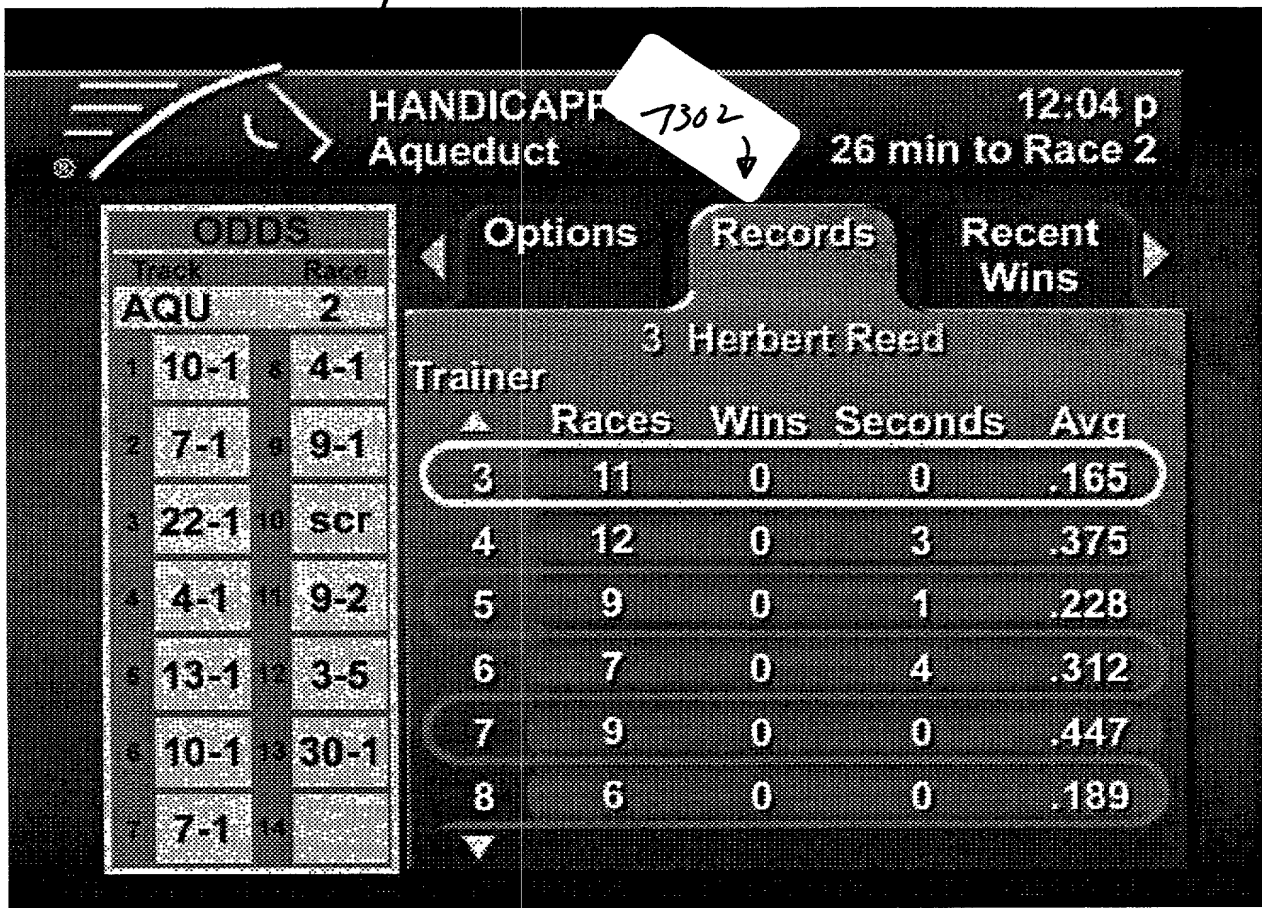 HANDICAPP
7302
12:04 p
Aqueduct
26 min to Race 2
®
ODDS
Track Race
AQU 2
1 10-1 8 4-1
2 7-1 9 9-1
3 22-1 10 scr
4 4-1 11 9-2
5 13-1 12 3-5
6 10-1 13 30-1
7 7-1 14
Options
Records
Recent
Wins
3 Herbert Reed
Trainer
Races Wins Seconds Avg
3 11 0 0 .165
4 12 0 3 .375
5 9 0 1 .228
6 7 0 4 .312
7 9 0 0 .447
8 6 0 0 .189